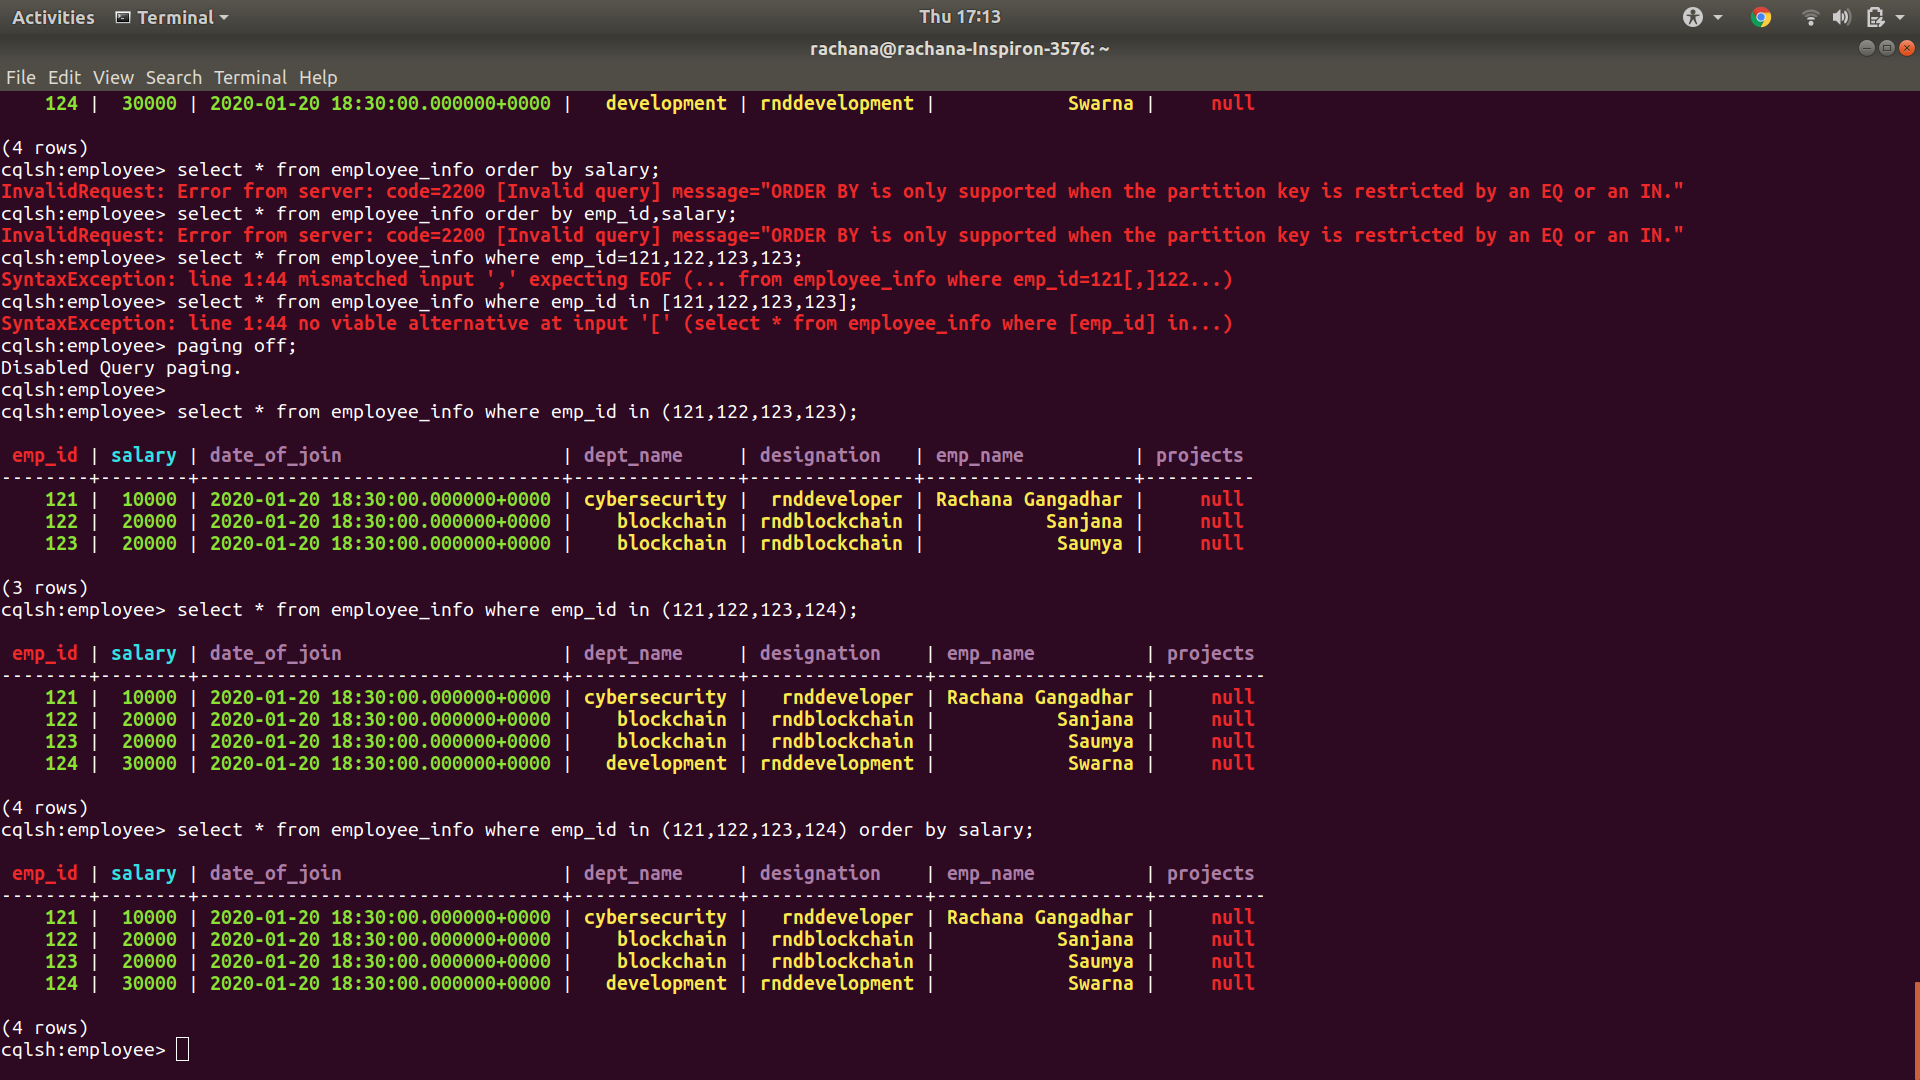 Activities Terminal Thu 17:13
rachana@rachana-Inspiron-3576: ~
File Edit View Search Terminal Help
124 | 30000 | 2020-01-20 18:30:00.000000+0000 | development | rnddevelopment | Swarna | null
(4 rows)
cqlsh:employee> select * from employee_info order by salary;
InvalidRequest: Error from server: code=2200 [Invalid query] message="ORDER BY is only supported when the partition key is restricted by an EQ or an IN."
cqlsh:employee> select * from employee_info order by emp_id,salary;
InvalidRequest: Error from server: code=2200 [Invalid query] message="ORDER BY is only supported when the partition key is restricted by an EQ or an IN."
cqlsh:employee> select * from employee_info where emp_id=121,122,123,123;
SyntaxException: line 1:44 mismatched input ',' expecting EOF (... from employee_info where emp_id=121[,]122...)
cqlsh:employee> select * from employee_info where emp_id in [121,122,123,123];
SyntaxException: line 1:44 no viable alternative at input '[' (select * from employee_info where [emp_id] in...)
cqlsh:employee> paging off;
Disabled Query paging.
cqlsh:employee>
cqlsh:employee> select * from employee_info where emp_id in (121,122,123,123);
emp_id | salary | date_of_join | dept_name | designation | emp_name | projects
--------+--------+---------------------------------+---------------+---------------+-------------------+----------
121 | 10000 | 2020-01-20 18:30:00.000000+0000 | cybersecurity | rnddeveloper | Rachana Gangadhar | null
122 | 20000 | 2020-01-20 18:30:00.000000+0000 | blockchain | rndblockchain | Sanjana | null
123 | 20000 | 2020-01-20 18:30:00.000000+0000 | blockchain | rndblockchain | Saumya | null
(3 rows)
cqlsh:employee> select * from employee_info where emp_id in (121,122,123,124);
emp_id | salary | date_of_join | dept_name | designation | emp_name | projects
--------+--------+---------------------------------+---------------+----------------+-------------------+----------
121 | 10000 | 2020-01-20 18:30:00.000000+0000 | cybersecurity | rnddeveloper | Rachana Gangadhar | null
122 | 20000 | 2020-01-20 18:30:00.000000+0000 | blockchain | rndblockchain | Sanjana | null
123 | 20000 | 2020-01-20 18:30:00.000000+0000 | blockchain | rndblockchain | Saumya | null
124 | 30000 | 2020-01-20 18:30:00.000000+0000 | development | rnddevelopment | Swarna | null
(4 rows)
cqlsh:employee> select * from employee_info where emp_id in (121,122,123,124) order by salary;
emp_id | salary | date_of_join | dept_name | designation | emp_name | projects
--------+--------+---------------------------------+---------------+----------------+-------------------+----------
121 | 10000 | 2020-01-20 18:30:00.000000+0000 | cybersecurity | rnddeveloper | Rachana Gangadhar | null
122 | 20000 | 2020-01-20 18:30:00.000000+0000 | blockchain | rndblockchain | Sanjana | null
123 | 20000 | 2020-01-20 18:30:00.000000+0000 | blockchain | rndblockchain | Saumya | null
124 | 30000 | 2020-01-20 18:30:00.000000+0000 | development | rnddevelopment | Swarna | null
(4 rows)
cqlsh:employee>